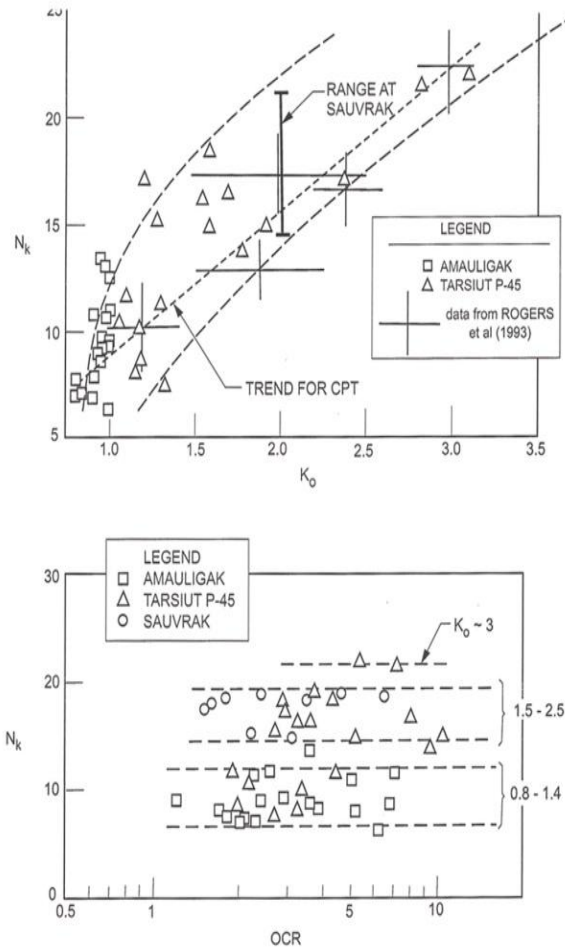 25
20
15
10
5
N_k
1.0
1.5
2.0
2.5
3.0
3.5
K_o
RANGE AT
SAUVRAK
TREND FOR CPT
LEGEND
□ AMAULIGAK
△ TARSIUT P-45
data from ROGERS
et al (1993)
LEGEND
□ AMAULIGAK
△ TARSIUT P-45
○ SAUVRAK
30
20
10
0
N_k
K_o ~ 3
1.5 - 2.5
0.8 - 1.4
0.5
1
2
5
10
OCR